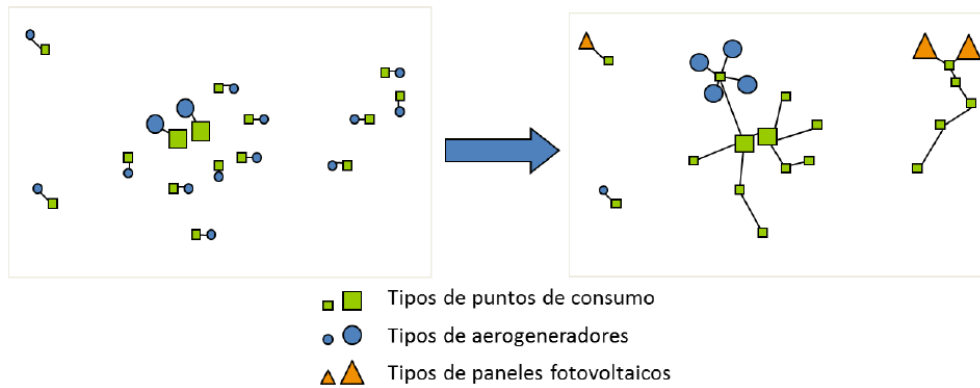 Tipos de puntos de consumo
Tipos de aerogeneradores
Tipos de paneles fotovoltaicos